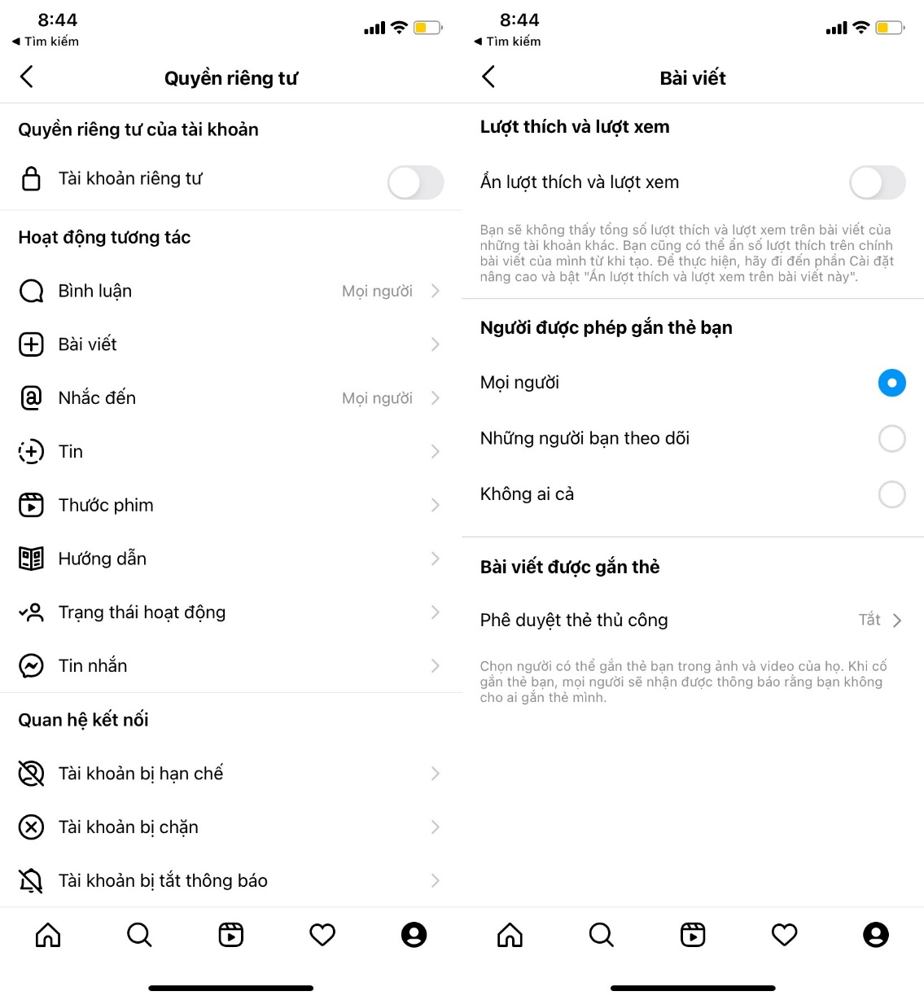 8:44
◀ Tìm kiếm
Quyền riêng tư
Quyền riêng tư của tài khoản
Tài khoản riêng tư
Hoạt động tương tác
Bình luận Mọi người
Bài viết
Nhắc đến Mọi người
Tin
Thước phim
Hướng dẫn
Trạng thái hoạt động
Tin nhắn
Quan hệ kết nối
Tài khoản bị hạn chế
Tài khoản bị chặn
Tài khoản bị tắt thông báo
8:44
◀ Tìm kiếm
Bài viết
Lượt thích và lượt xem
Ẩn lượt thích và lượt xem
Bạn sẽ không thấy tổng số lượt thích và lượt xem trên bài viết của
những tài khoản khác. Bạn cũng có thể ẩn số lượt thích trên chính
bài viết của mình từ khi tạo. Để thực hiện, hãy đi đến phần Cài đặt
nâng cao và bật "Ẩn lượt thích và lượt xem trên bài viết này".
Người được phép gắn thẻ bạn
Mọi người
Những người bạn theo dõi
Không ai cả
Bài viết được gắn thẻ
Phê duyệt thẻ thủ công Tắt
Chọn người có thể gắn thẻ bạn trong ảnh và video của họ. Khi cố
gắn thẻ bạn, mọi người sẽ nhận được thông báo rằng bạn không
cho ai gắn thẻ mình.